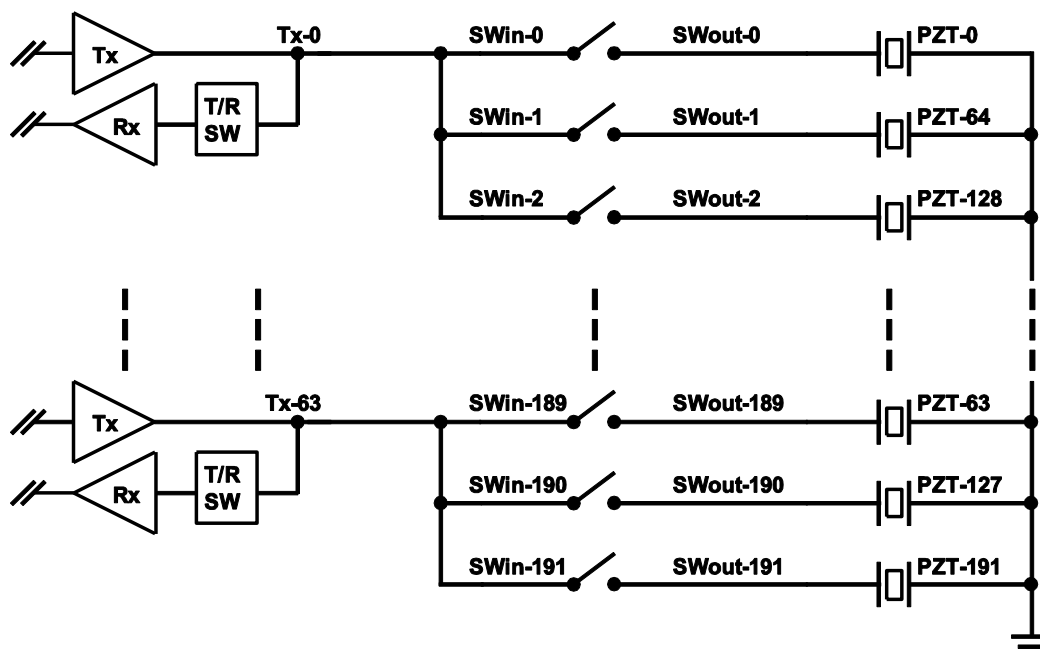 Tx-0 SWin-0 SWout-0 PZT-0
Tx
T/R
SW
Rx
SWin-1 SWout-1 PZT-64
SWin-2 SWout-2 PZT-128
Tx-63 SWin-189 SWout-189 PZT-63
Tx
T/R
SW
Rx
SWin-190 SWout-190 PZT-127
SWin-191 SWout-191 PZT-191